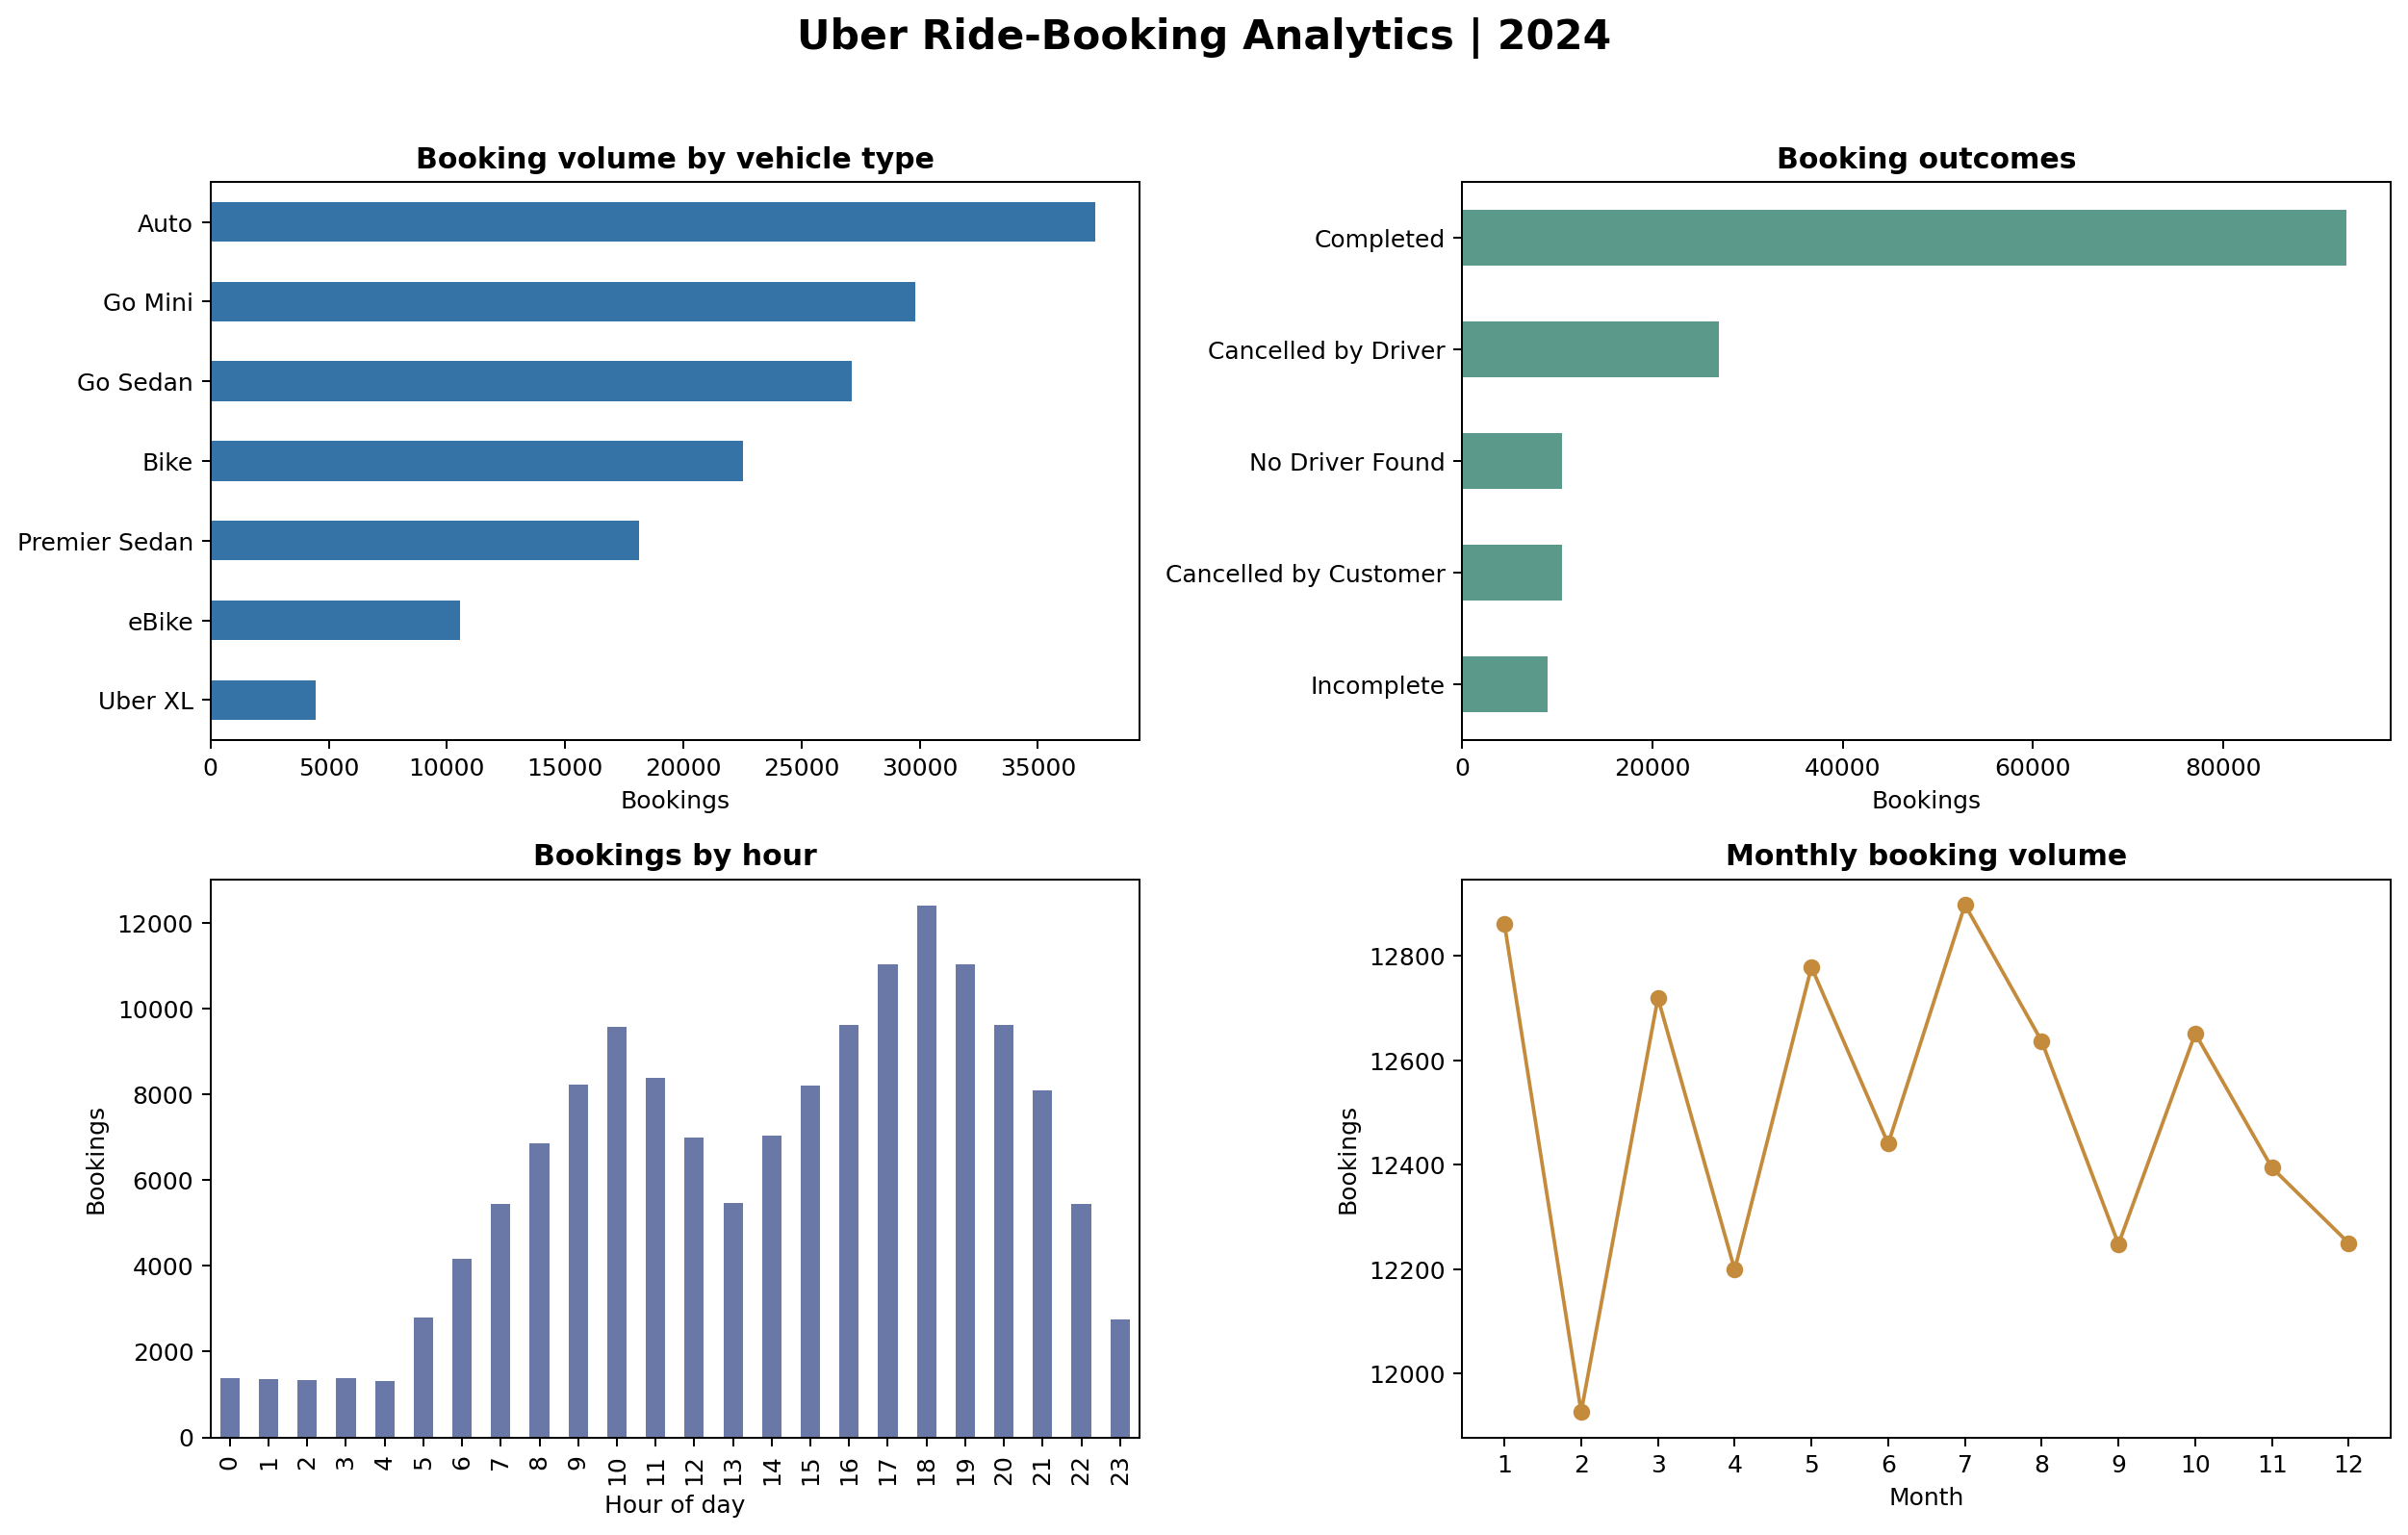 Uber Ride-Booking Analytics | 2024
Booking volume by vehicle type
Auto
Go Mini
Go Sedan
Bike
Premier Sedan
eBike
Uber XL
0 5000 10000 15000 20000 25000 30000 35000
Bookings
Booking outcomes
Completed
Cancelled by Driver
No Driver Found
Cancelled by Customer
Incomplete
0 20000 40000 60000 80000
Bookings
Bookings by hour
Bookings
12000
10000
8000
6000
4000
2000
0
0 1 2 3 4 5 6 7 8 9 10 11 12 13 14 15 16 17 18 19 20 21 22 23
Hour of day
Monthly booking volume
Bookings
12800
12600
12400
12200
12000
1 2 3 4 5 6 7 8 9 10 11 12
Month